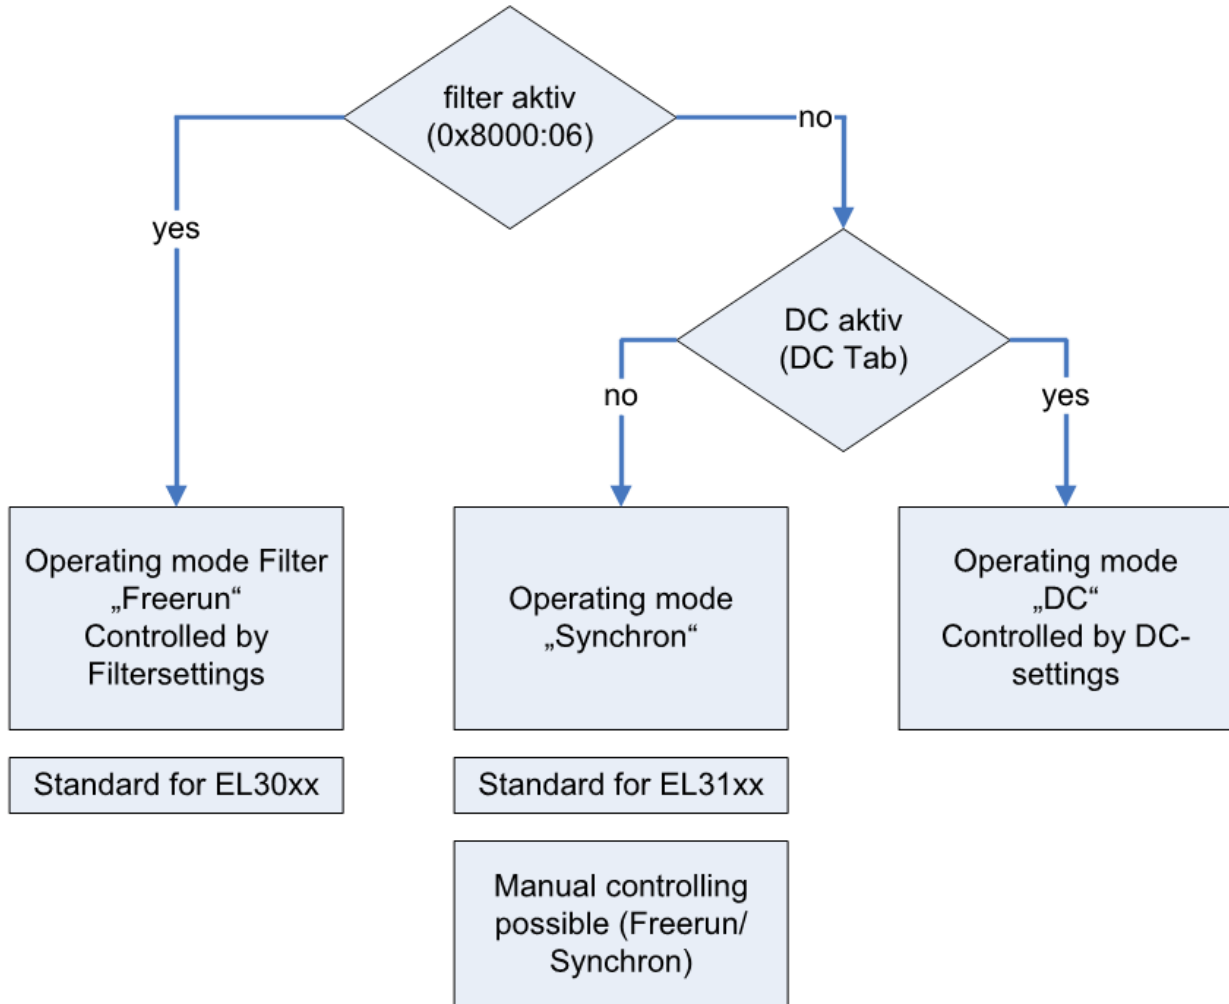 filter aktiv
(0x8000:06)
no
yes
DC aktiv
(DC Tab)
no
yes
Operating mode Filter
„Freerun“
Controlled by
Filtersettings
Operating mode
„Synchron“
Operating mode
„DC“
Controlled by DC-
settings
Standard for EL30xx
Standard for EL31xx
Manual controlling
possible (Freerun/
Synchron)